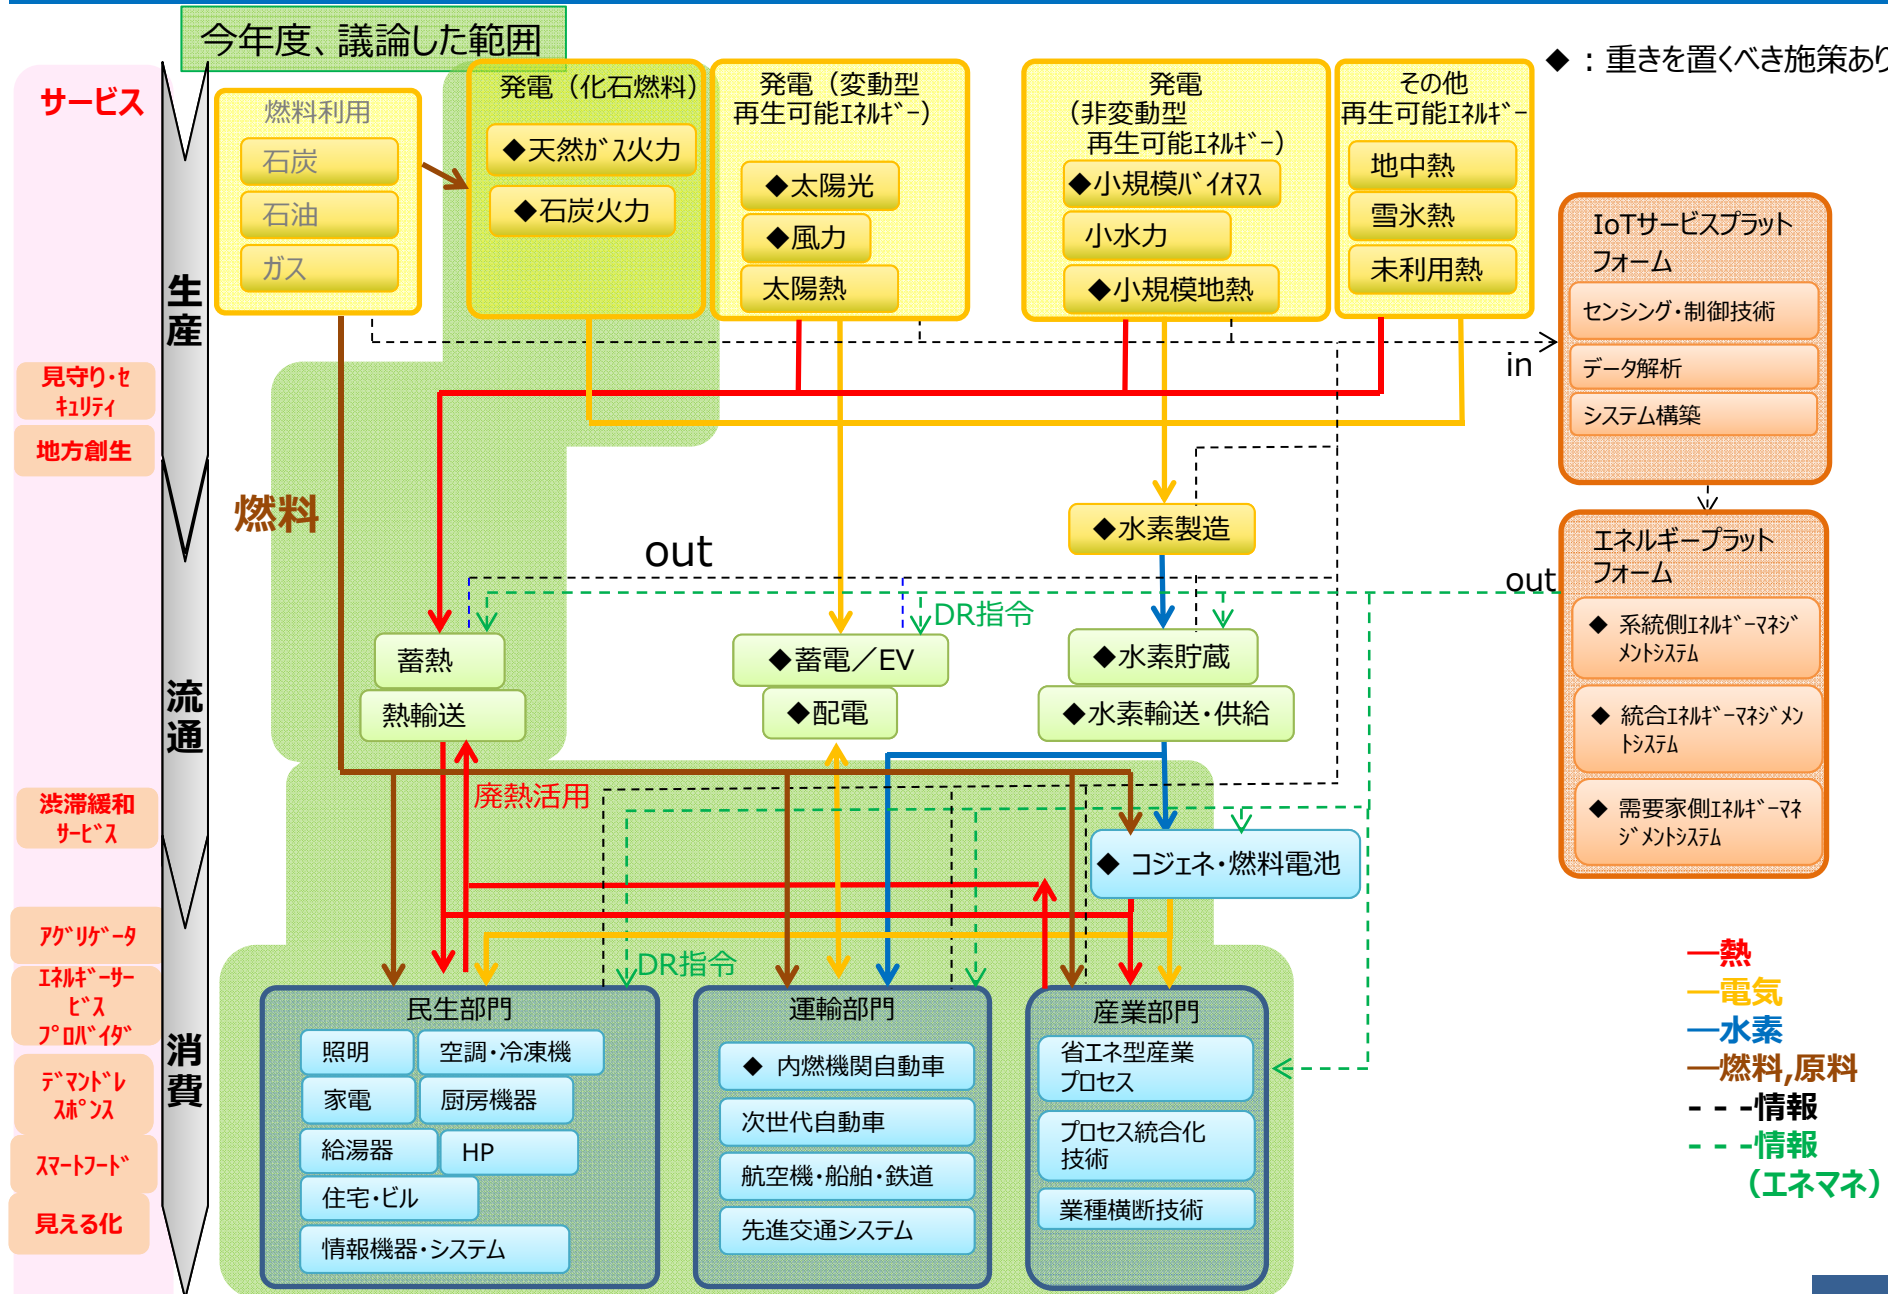 今年度、議論した範囲
◆：重きを置くべき施策あり
サービス
見守り・セ
ｷｭﾘﾃｨ
地方創生
渋滞緩和
ｻｰﾋﾞｽ
ｱｸﾞﾘｹﾞｰﾀ
ｴﾈﾙｷﾞｰｻｰ
ﾋﾞｽ
ﾌﾟﾛﾊﾞｲﾀﾞ
ﾃﾞﾏﾝﾄﾞﾚ
ｽﾎﾟﾝｽ
ｽﾏｰﾄﾌｰﾄﾞ
見える化
生産
流通
消費
燃料利用
石炭
石油
ガス
発電（化石燃料）
◆天然ｶﾞｽ火力
◆石炭火力
発電（変動型
再生可能ｴﾈﾙｷﾞｰ）
◆太陽光
◆風力
太陽熱
発電
（非変動型
再生可能ｴﾈﾙｷﾞｰ）
◆小規模ﾊﾞｲｵﾏｽ
小水力
◆小規模地熱
その他
再生可能ｴﾈﾙｷﾞｰ
地中熱
雪氷熱
未利用熱
IoTサービスプラット
フォーム
センシング・制御技術
データ解析
システム構築
in
燃料
out
◆水素製造
out
DR指令
エネルギープラット
フォーム
◆ 系統側ｴﾈﾙｷﾞｰﾏﾈｼﾞ
ﾒﾝﾄｼｽﾃﾑ
◆ 統合ｴﾈﾙｷﾞｰﾏﾈｼﾞﾒﾝ
ﾄｼｽﾃﾑ
◆ 需要家側ｴﾈﾙｷﾞｰﾏﾈ
ｼﾞﾒﾝﾄｼｽﾃﾑ
蓄熱
熱輸送
◆蓄電／EV
◆配電
◆水素貯蔵
◆水素輸送・供給
廃熱活用
◆ コジェネ・燃料電池
DR指令
民生部門
照明
空調・冷凍機
家電
厨房機器
給湯器
HP
住宅・ビル
情報機器・システム
運輸部門
◆ 内燃機関自動車
次世代自動車
航空機・船舶・鉄道
先進交通システム
産業部門
省エネ型産業
プロセス
プロセス統合化
技術
業種横断技術
―熱
―電気
―水素
―燃料,原料
- - -情報
- - -情報
（エネマネ）